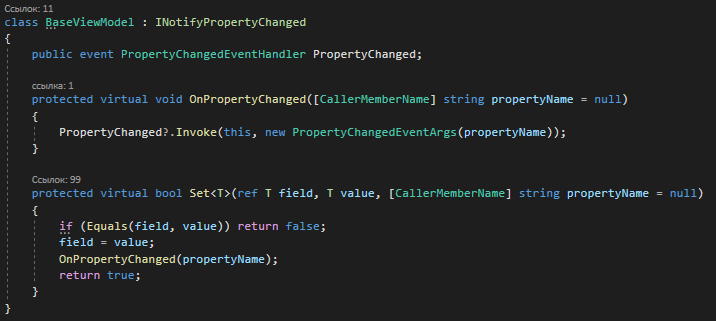 Ссылок: 11
class BaseViewModel : INotifyPropertyChanged
{
public event PropertyChangedEventHandler PropertyChanged;
ссылка: 1
protected virtual void OnPropertyChanged([CallerMemberName] string propertyName = null)
{
PropertyChanged?.Invoke(this, new PropertyChangedEventArgs(propertyName));
}
Ссылок: 99
protected virtual bool Set<T>(ref T field, T value, [CallerMemberName] string propertyName = null)
{
if (Equals(field, value)) return false;
field = value;
OnPropertyChanged(propertyName);
return true;
}
}